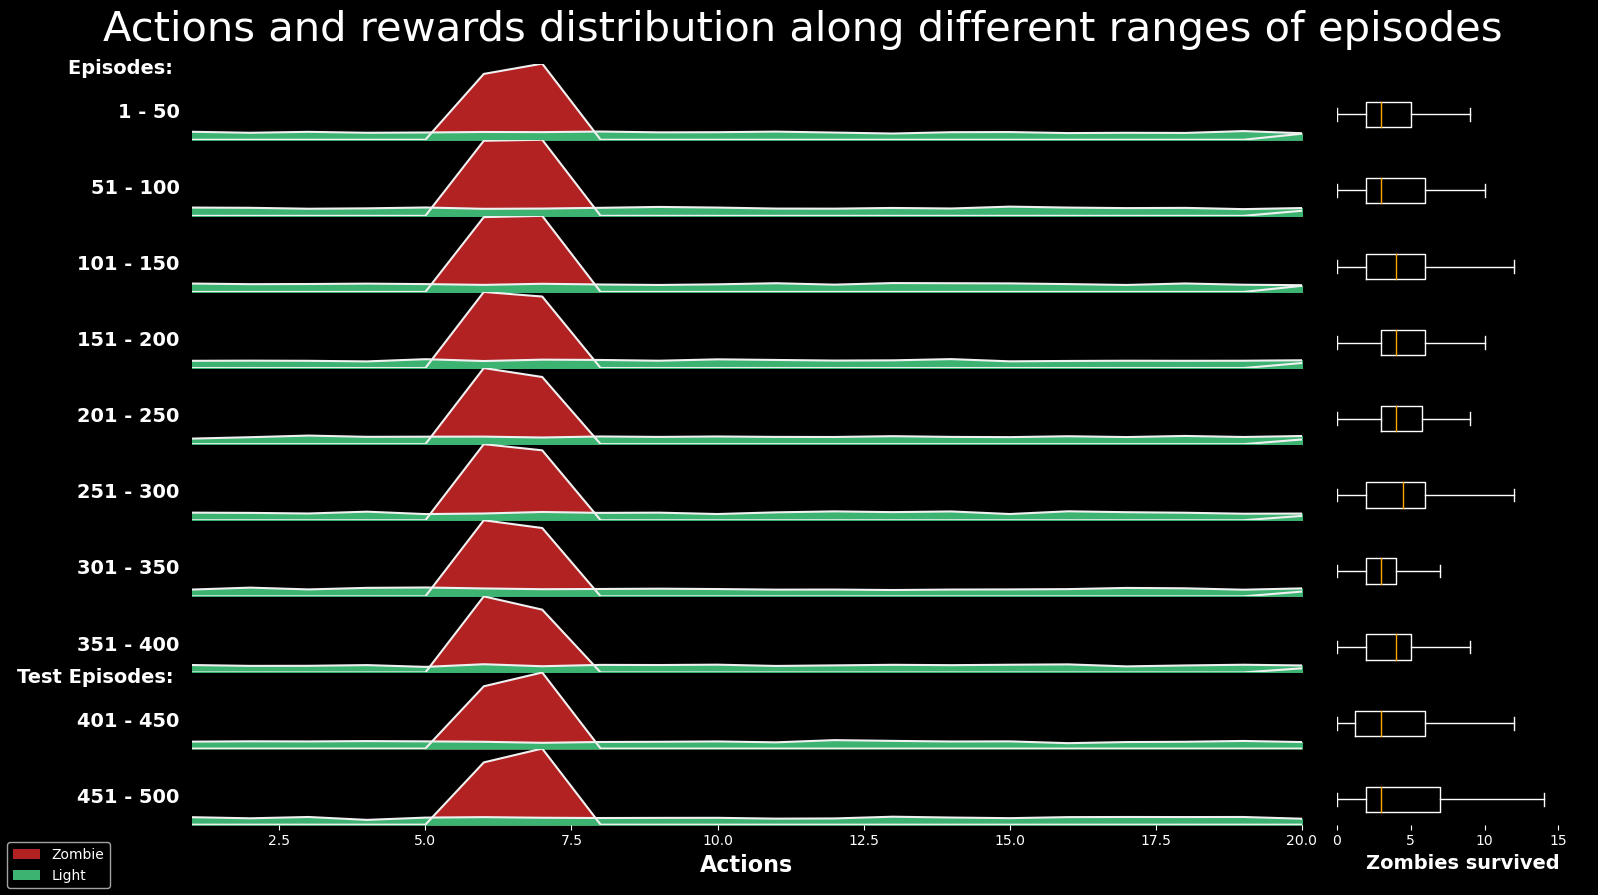 Actions and rewards distribution along different ranges of episodes
Episodes:
1 - 50
51 - 100
101 - 150
151 - 200
201 - 250
251 - 300
301 - 350
351 - 400
Test Episodes:
401 - 450
451 - 500
2.5 5.0 7.5 10.0 12.5 15.0 17.5 20.0
Actions
0 5 10 15
Zombies survived
Zombie
Light